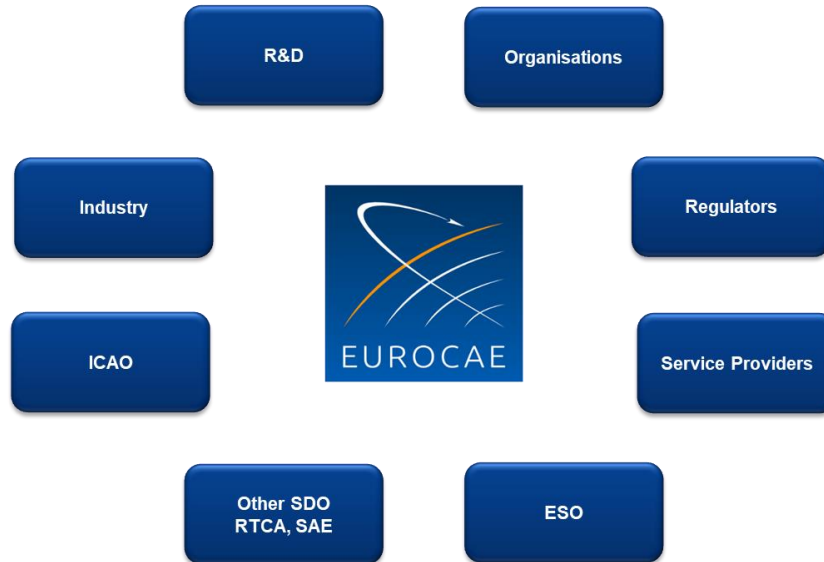 R&D
Organisations
Industry
Regulators
EUROCAE
ICAO
Service Providers
Other SDO
RTCA, SAE
ESO